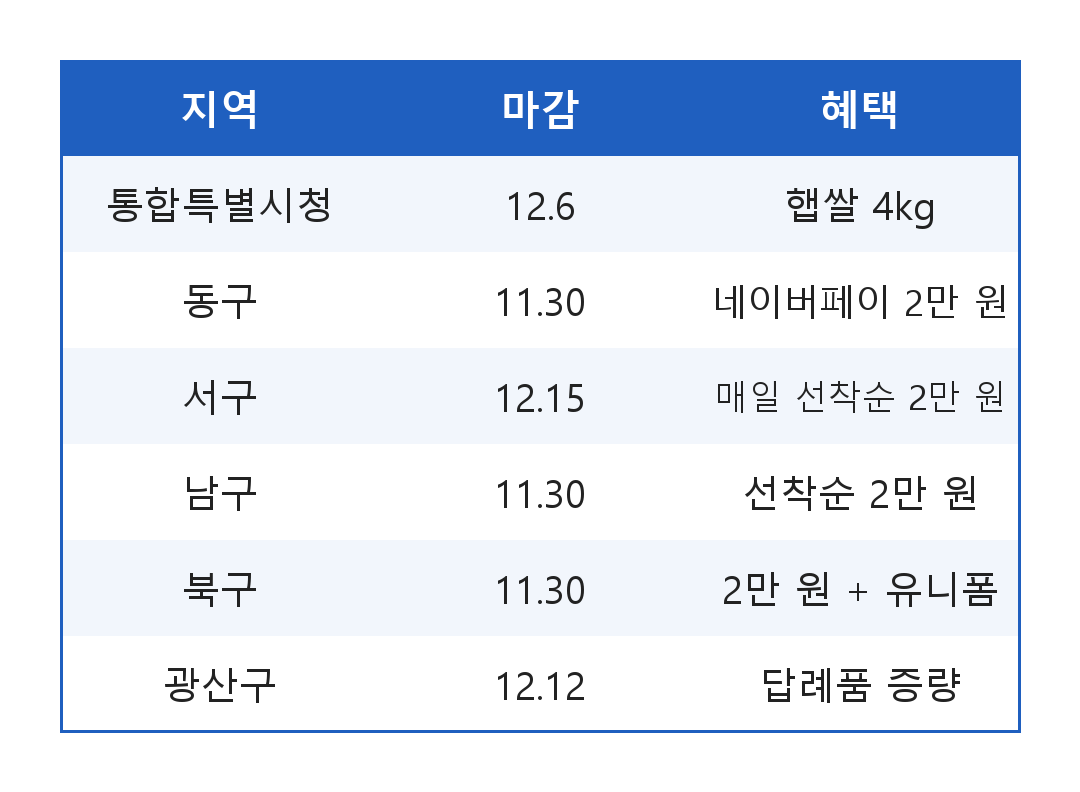 지역 마감 혜택
통합특별시청 12.6 햅쌀 4kg
동구 11.30 네이버페이 2만 원
서구 12.15 매일 선착순 2만 원
남구 11.30 선착순 2만 원
북구 11.30 2만 원 + 유니폼
광산구 12.12 답례품 증량